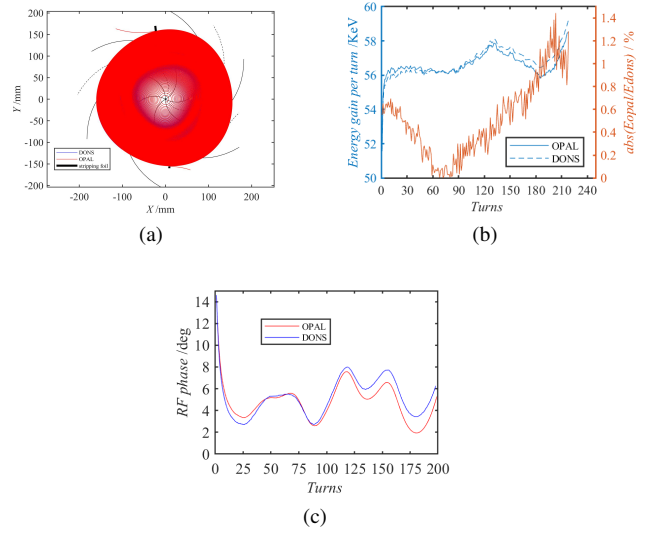 200
150
100
50
0
-50
-100
-150
-200
Y /mm
DONS
OPAL
stripping foil
-200 -100 0 100 200
X /mm
(a)
60
58
56
54
52
50
Energy gain per turn /KeV
1.4
1.2
1
0.8
0.6
0.4
0.2
0
abs(Eopal/Edons) / %
OPAL
DONS
0 30 60 90 120 150 180 210 240
Turns
(b)
14
12
10
8
6
4
2
0
RF phase /deg
OPAL
DONS
0 25 50 75 100 125 150 175 200
Turns
(c)